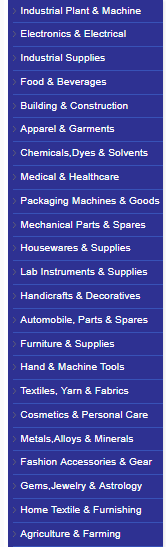 Industrial Plant & Machine
Electronics & Electrical
Industrial Supplies
Food & Beverages
Building & Construction
Apparel & Garments
Chemicals,Dyes & Solvents
Medical & Healthcare
Packaging Machines & Goods
Mechanical Parts & Spares
Housewares & Supplies
Lab Instruments & Supplies
Handicrafts & Decoratives
Automobile, Parts & Spares
Furniture & Supplies
Hand & Machine Tools
Textiles, Yarn & Fabrics
Cosmetics & Personal Care
Metals,Alloys & Minerals
Fashion Accessories & Gear
Gems,Jewelry & Astrology
Home Textile & Furnishing
Agriculture & Farming